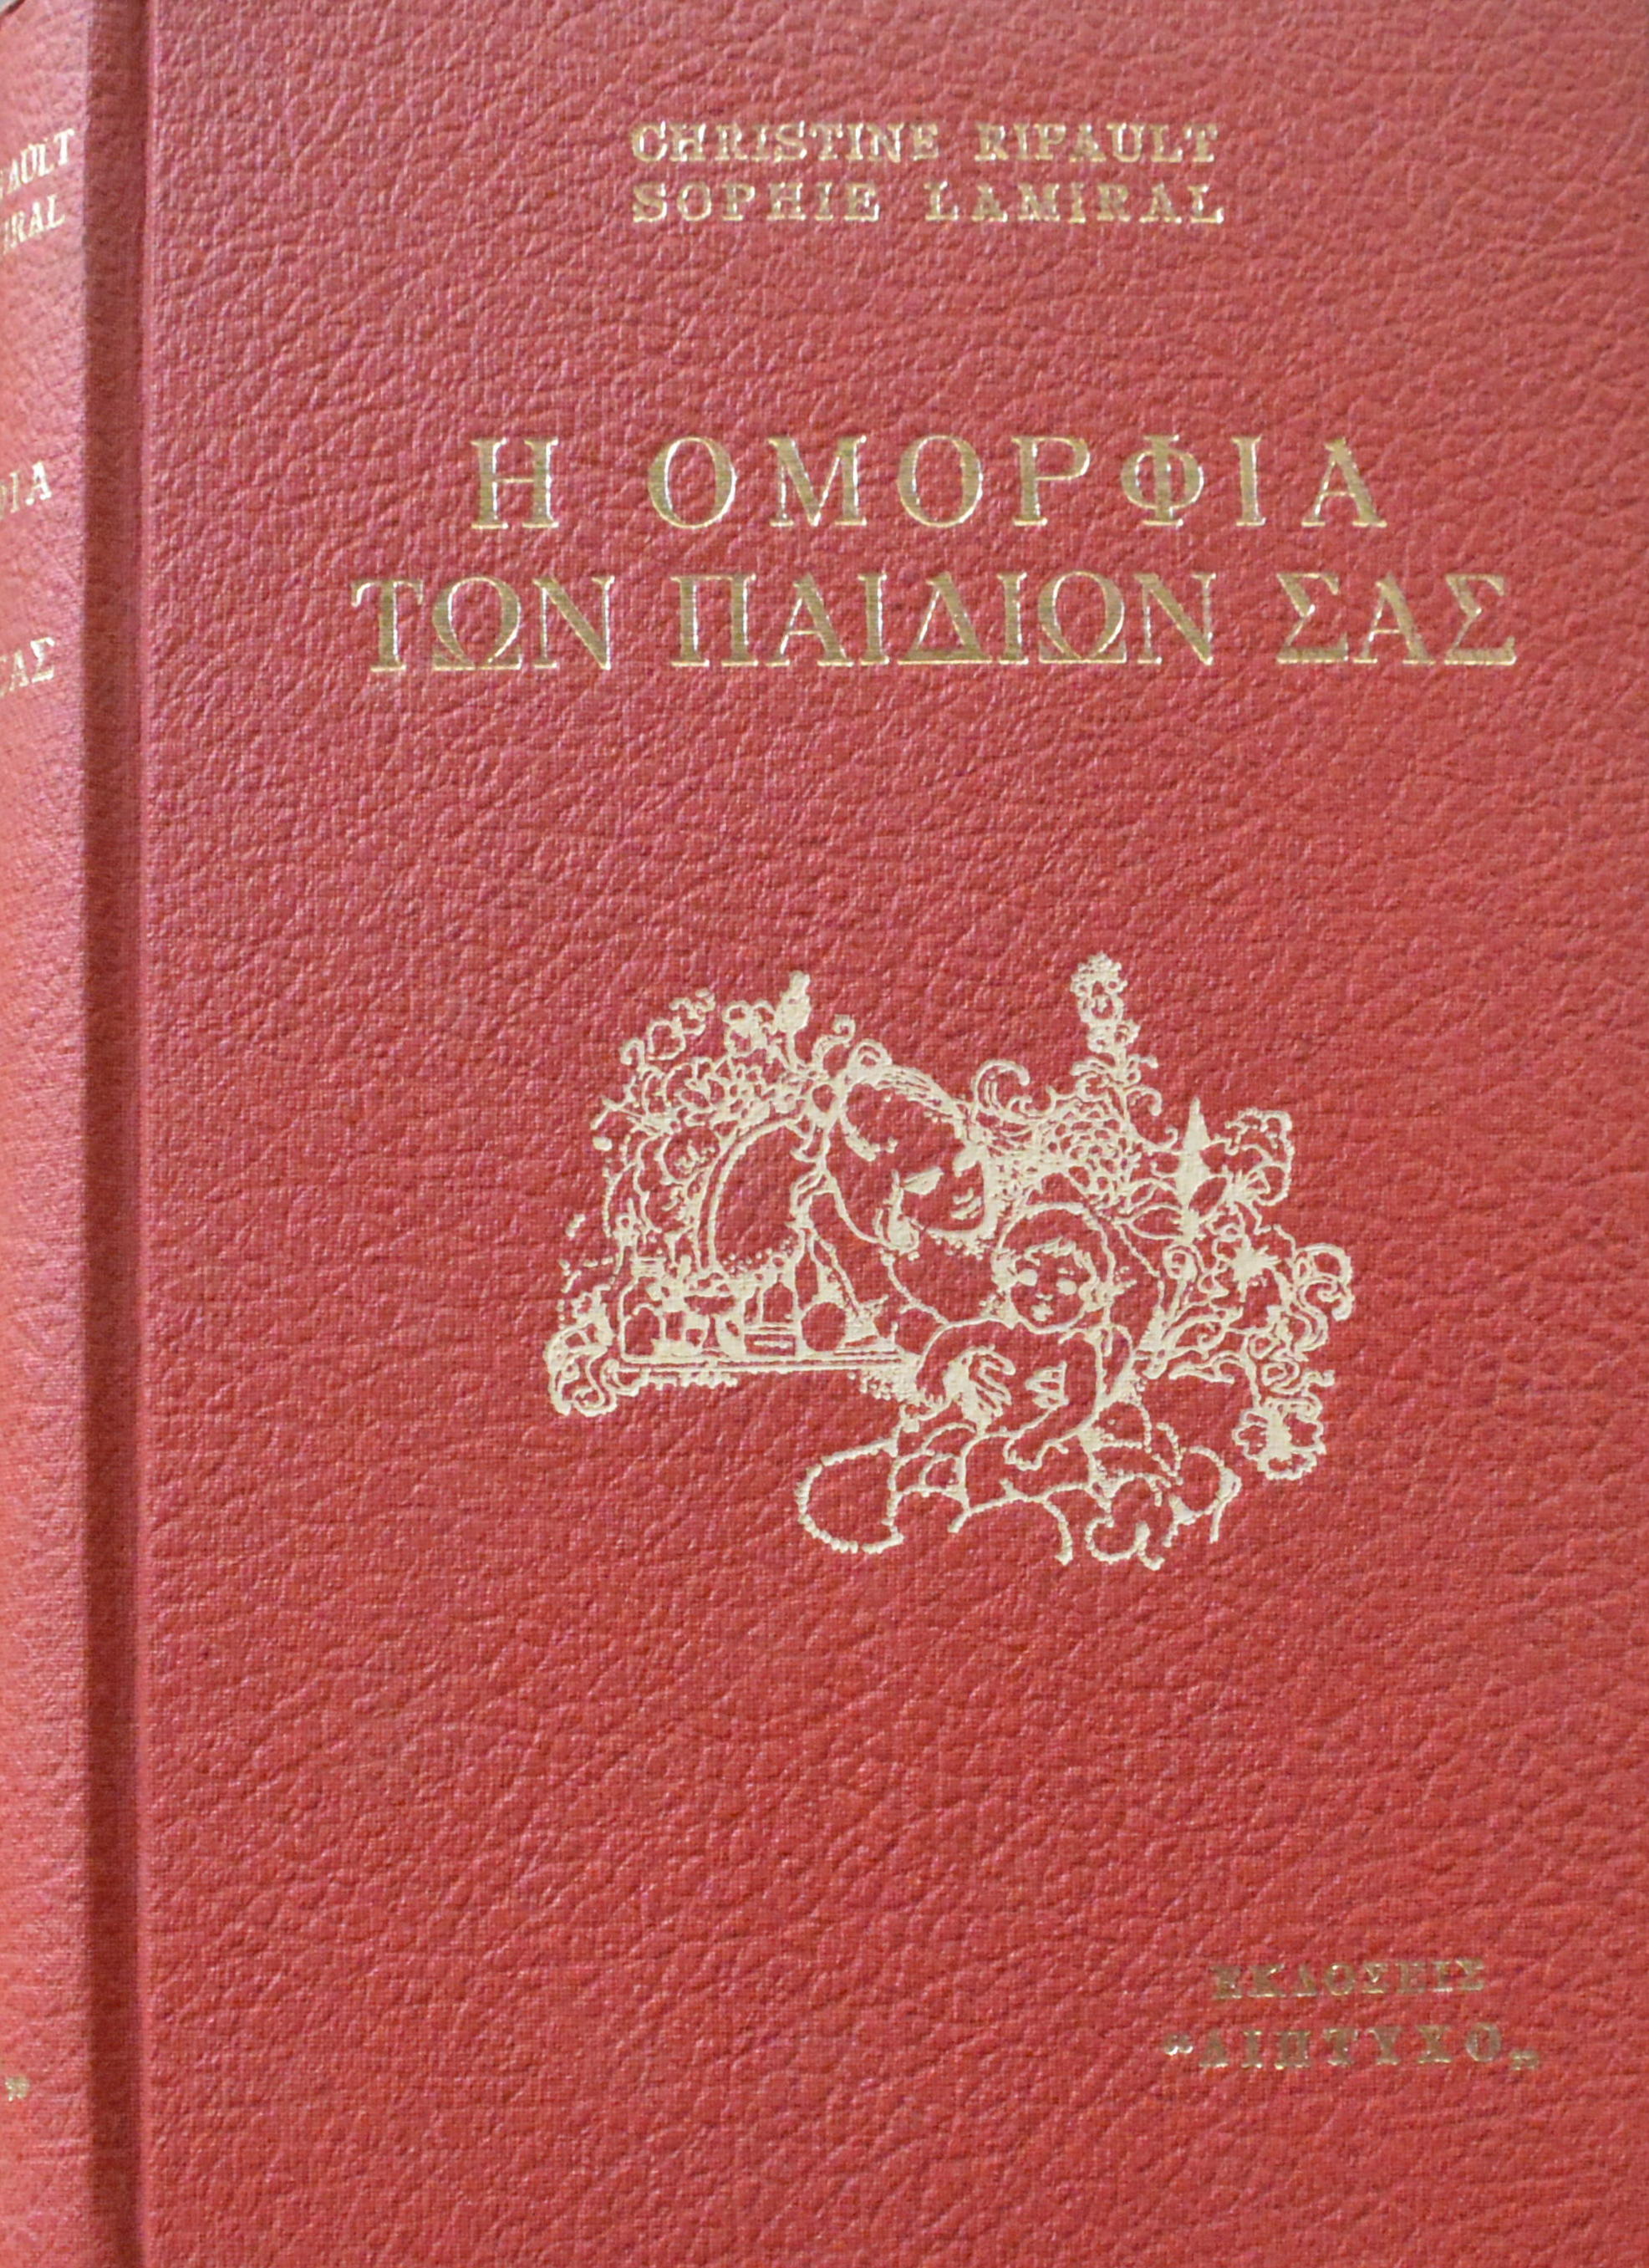 CHRISTINE RIPAULT
SOPHIE LAMIRAL
Η ΟΜΟΡΦΙΑ
ΤΩΝ ΠΑΙΔΙΩΝ ΣΑΣ
ΕΚΔΟΣΕΙΣ
“ΔΙΠΤΥΧΟ„